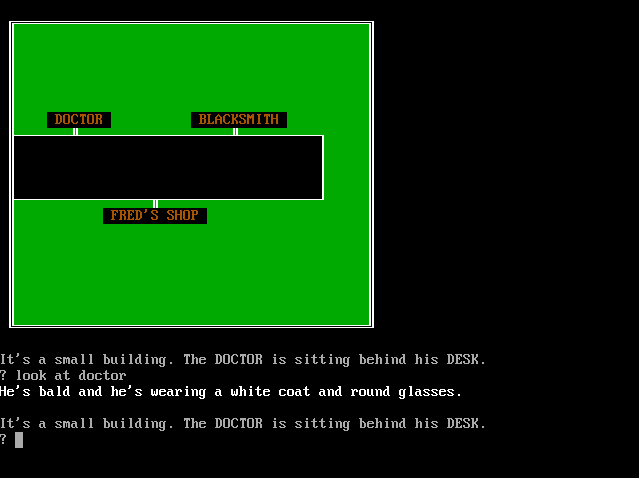 DOCTOR
BLACKSMITH
FRED'S SHOP
It's a small building. The DOCTOR is sitting behind his DESK.
? look at doctor
He's bald and he's wearing a white coat and round glasses.
It's a small building. The DOCTOR is sitting behind his DESK.
?